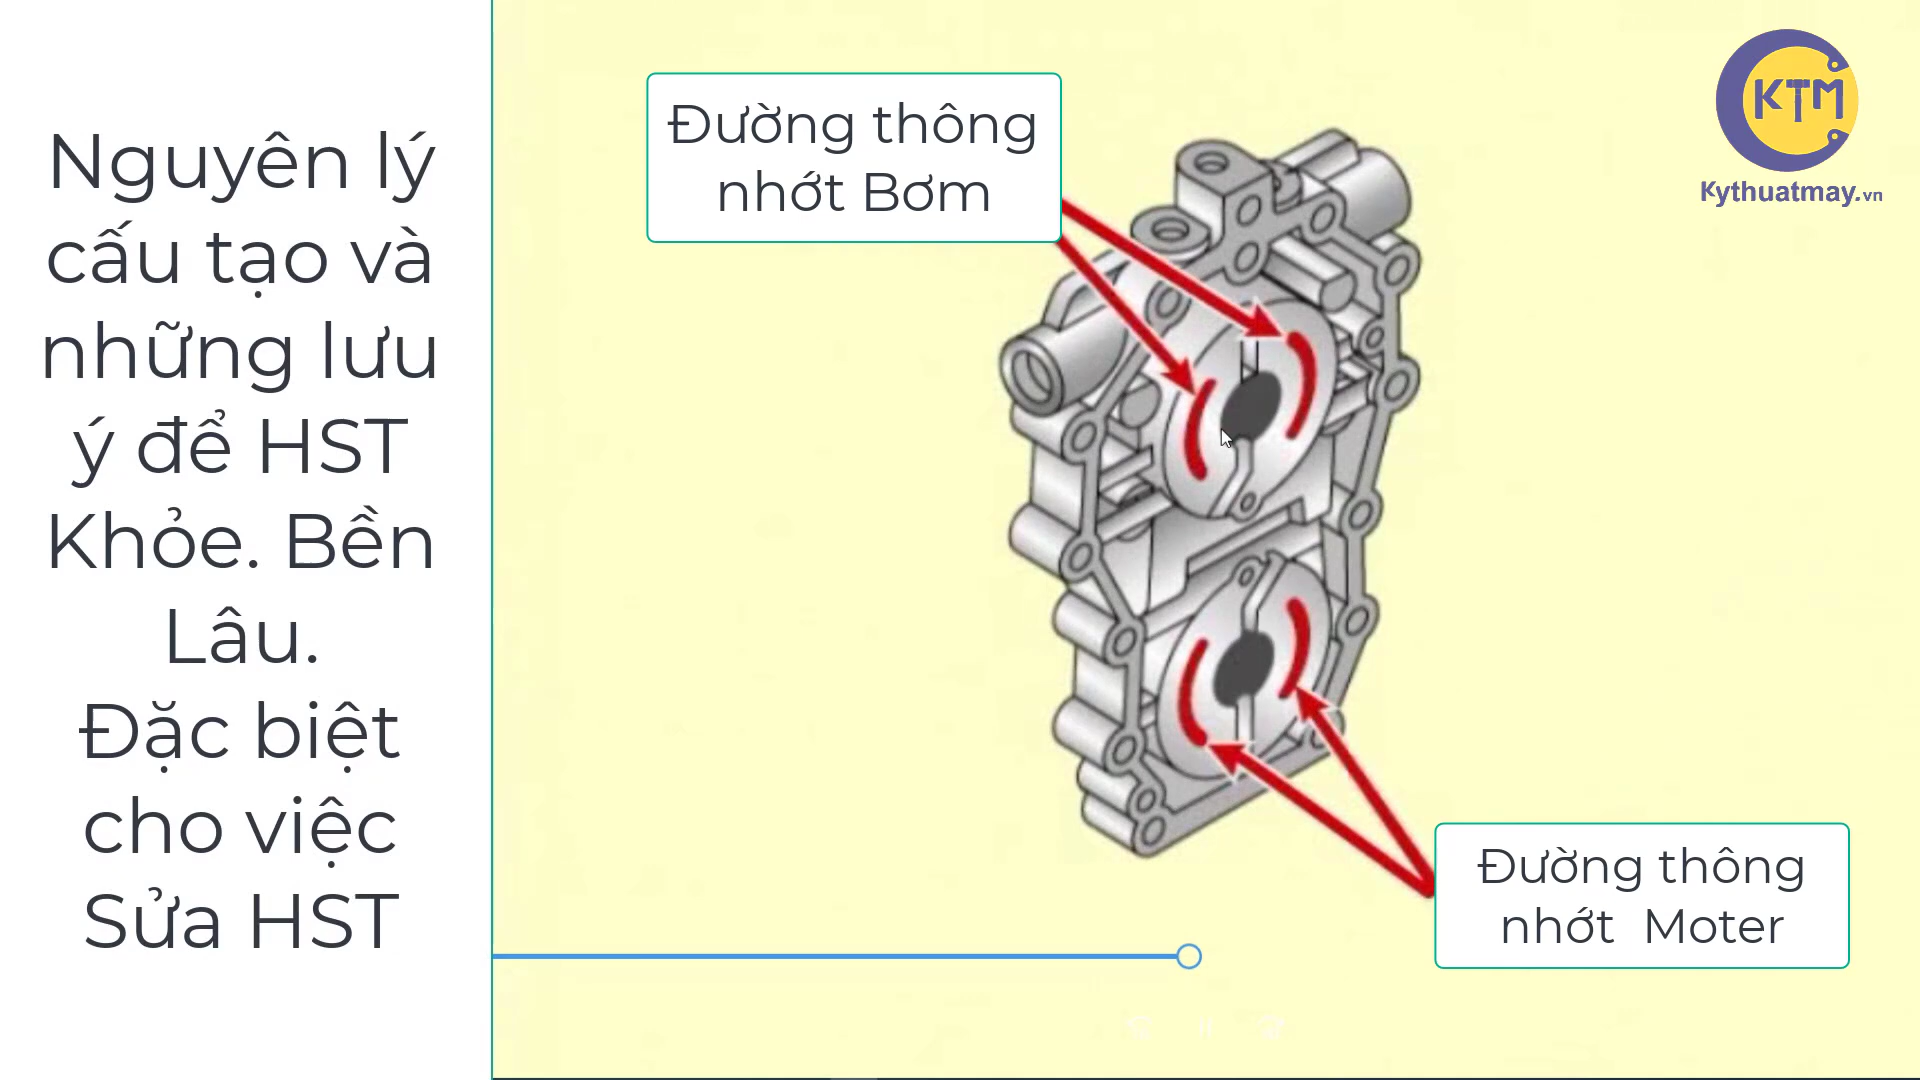 Nguyên lý
cấu tạo và
những lưu
ý để HST
Khỏe. Bền
Lâu.
Đặc biệt
cho việc
Sửa HST
Đường thông
nhớt Bơm
KTM
Kythuatmay.vn
Đường thông
nhớt Moter